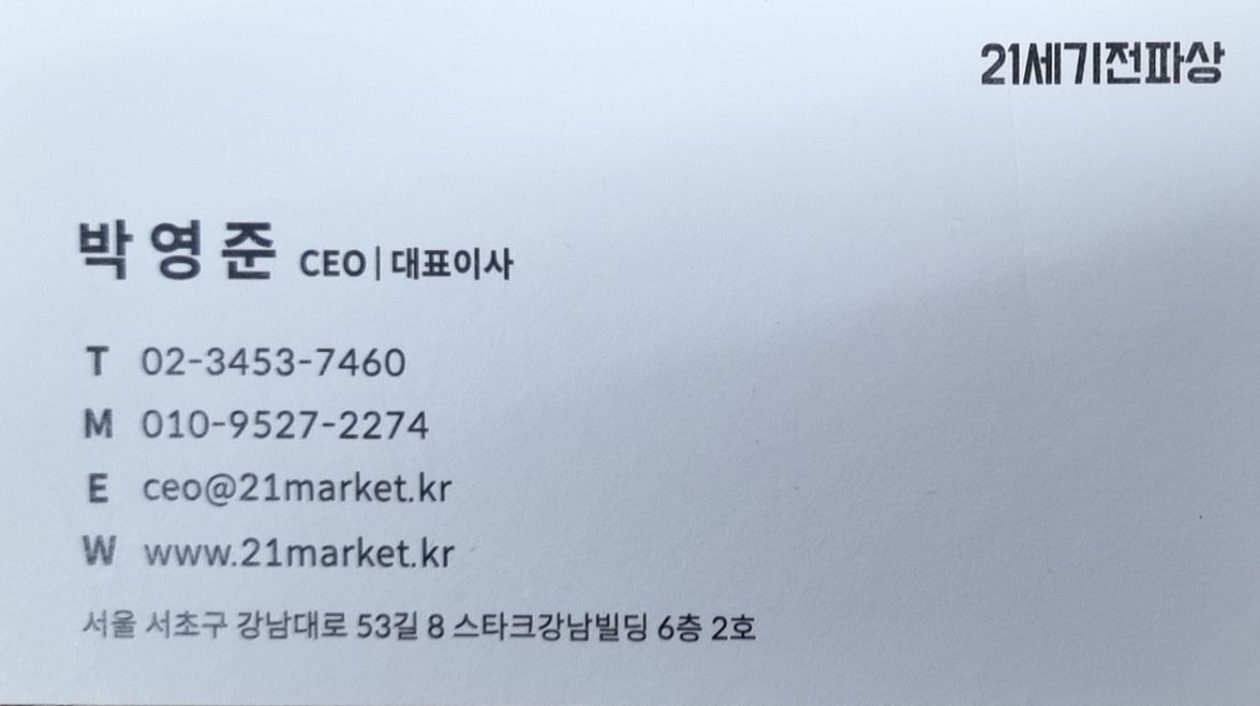 21세기전파상
박영준 CEO | 대표이사
T 02-3453-7460
M 010-9527-2274
E ceo@21market.kr
W www.21market.kr
서울 서초구 강남대로 53길 8 스타크강남빌딩 6층 2호